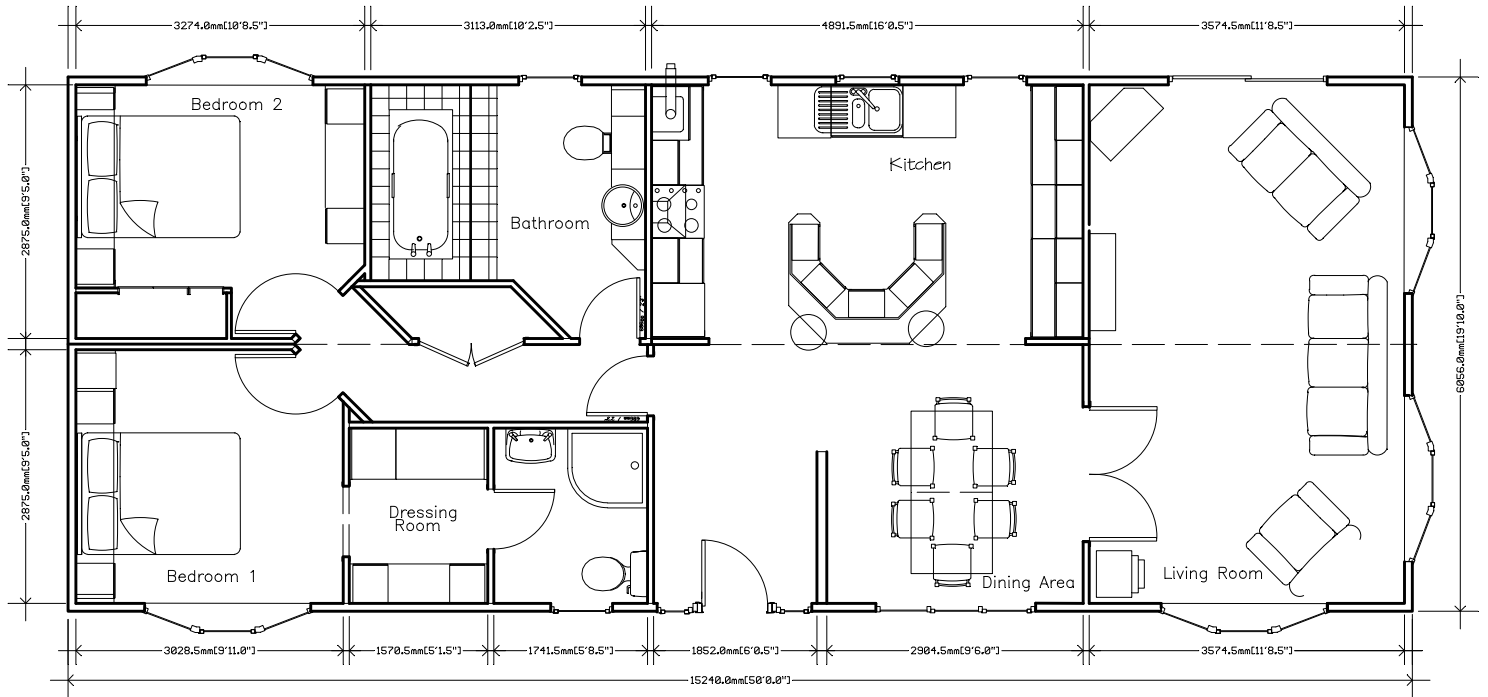 3274.0mm[10'8.5"]
3113.0mm[10'2.5"]
4891.5mm[16'0.5"]
3574.5mm[11'8.5"]
Bedroom 2
Kitchen
Bathroom
2875.0mm[9'5.0"]
6056.0mm[19'10.0"]
2875.0mm[9'5.0"]
Dressing
Room
Bedroom 1
Dining Area
Living Room
3028.5mm[9'11.0"]
1570.5mm[5'1.5"]
1741.5mm[5'8.5"]
1852.0mm[6'0.5"]
2904.5mm[9'6.0"]
3574.5mm[11'8.5"]
15240.0mm[50'0.0"]